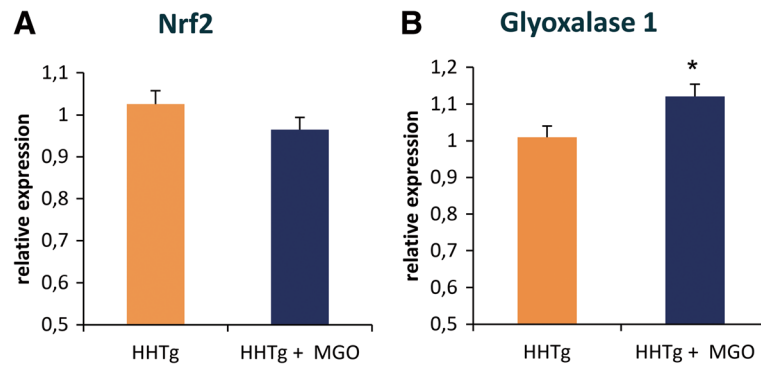 A
Nrf2
relative expression
1,1
1
0,9
0,8
0,7
0,6
0,5
HHTg
HHTg + MGO
B
Glyoxalase 1
relative expression
1,2
1,1
1
0,9
0,8
0,7
0,6
0,5
*
HHTg
HHTg + MGO